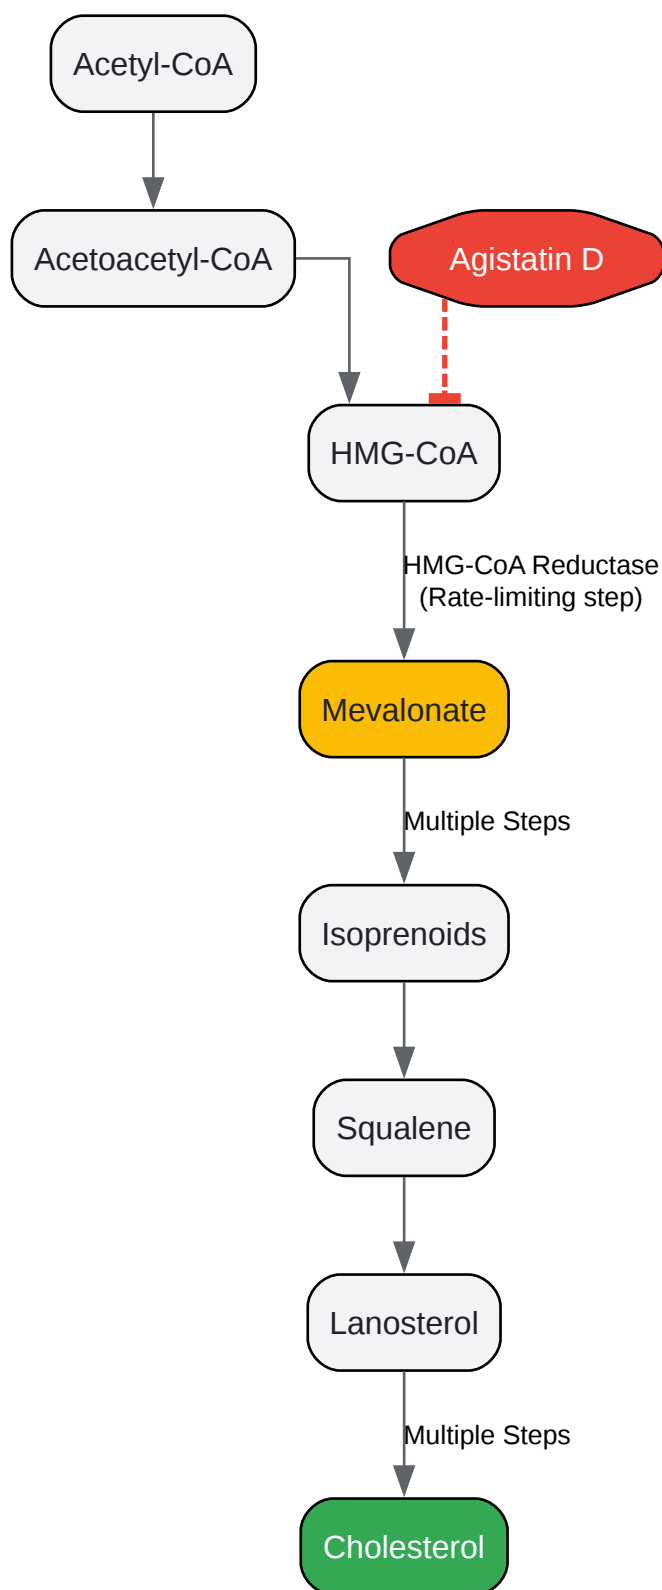 Acetyl-CoA
Acetoacetyl-CoA
Agistatin D
HMG-CoA
HMG-CoA Reductase
(Rate-limiting step)
Mevalonate
Multiple Steps
Isoprenoids
Squalene
Lanosterol
Multiple Steps
Cholesterol